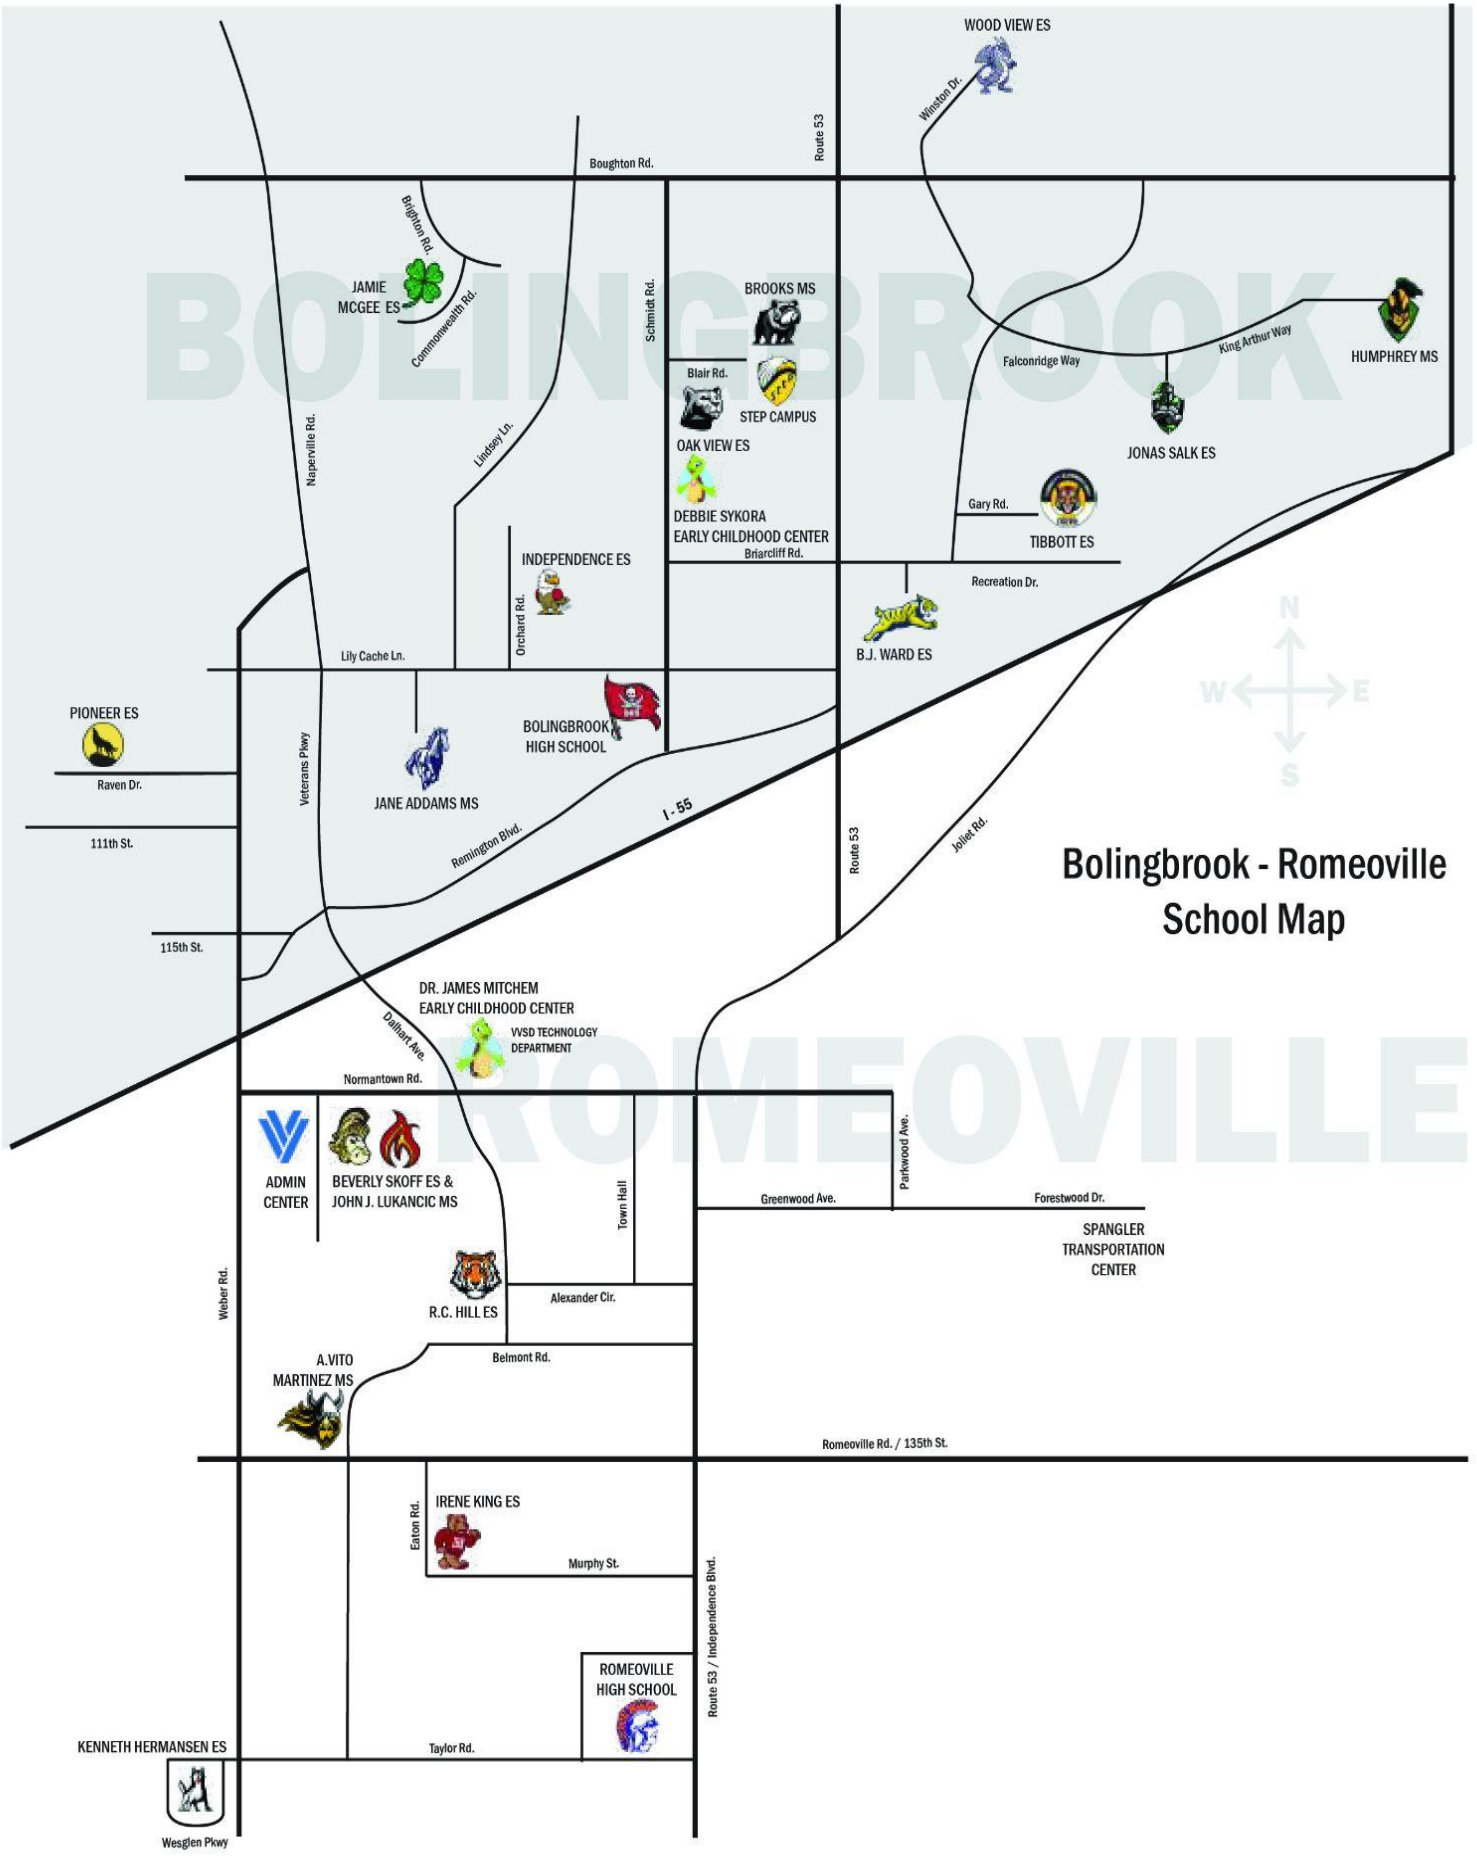 WOOD VIEW ES
Winston Dr.
Route 53
Boughton Rd.
Brighton Rd.
JAMIE
MCGEE ES
Commonwealth Rd.
BOLINGBROOK
Schmidt Rd.
BROOKS MS
Blair Rd.
STEP
STEP CAMPUS
OAK VIEW ES
DEBBIE SYKORA
EARLY CHILDHOOD CENTER
Briarcliff Rd.
Falconridge Way
King Arthur Way
HUMPHREY MS
JONAS SALK ES
Gary Rd.
TIBBOTT ES
Recreation Dr.
B.J. WARD ES
Naperville Rd.
Lindsey Ln.
INDEPENDENCE ES
Orchard Rd.
Lily Cache Ln.
N
W
E
S
PIONEER ES
Raven Dr.
111th St.
Veterans Pkwy
JANE ADDAMS MS
BOLINGBROOK
HIGH SCHOOL
Remington Blvd.
I - 55
Route 53
Joliet Rd.
Bolingbrook - Romeoville
School Map
115th St.
DR. JAMES MITCHEM
EARLY CHILDHOOD CENTER
VVSD TECHNOLOGY
DEPARTMENT
Dalhart Ave.
Normantown Rd.
ROMEOVILLE
ADMIN
CENTER
BEVERLY SKOFF ES &
JOHN J. LUKANCIC MS
Town Hall
Parkwood Ave.
Greenwood Ave.
Forestwood Dr.
SPANGLER
TRANSPORTATION
CENTER
Weber Rd.
R.C. HILL ES
Alexander Cir.
Belmont Rd.
A.VITO
MARTINEZ MS
Romeoville Rd. / 135th St.
Eaton Rd.
IRENE KING ES
Murphy St.
Route 53 / Independence Blvd.
ROMEOVILLE
HIGH SCHOOL
KENNETH HERMANSEN ES
Taylor Rd.
Wesglen Pkwy